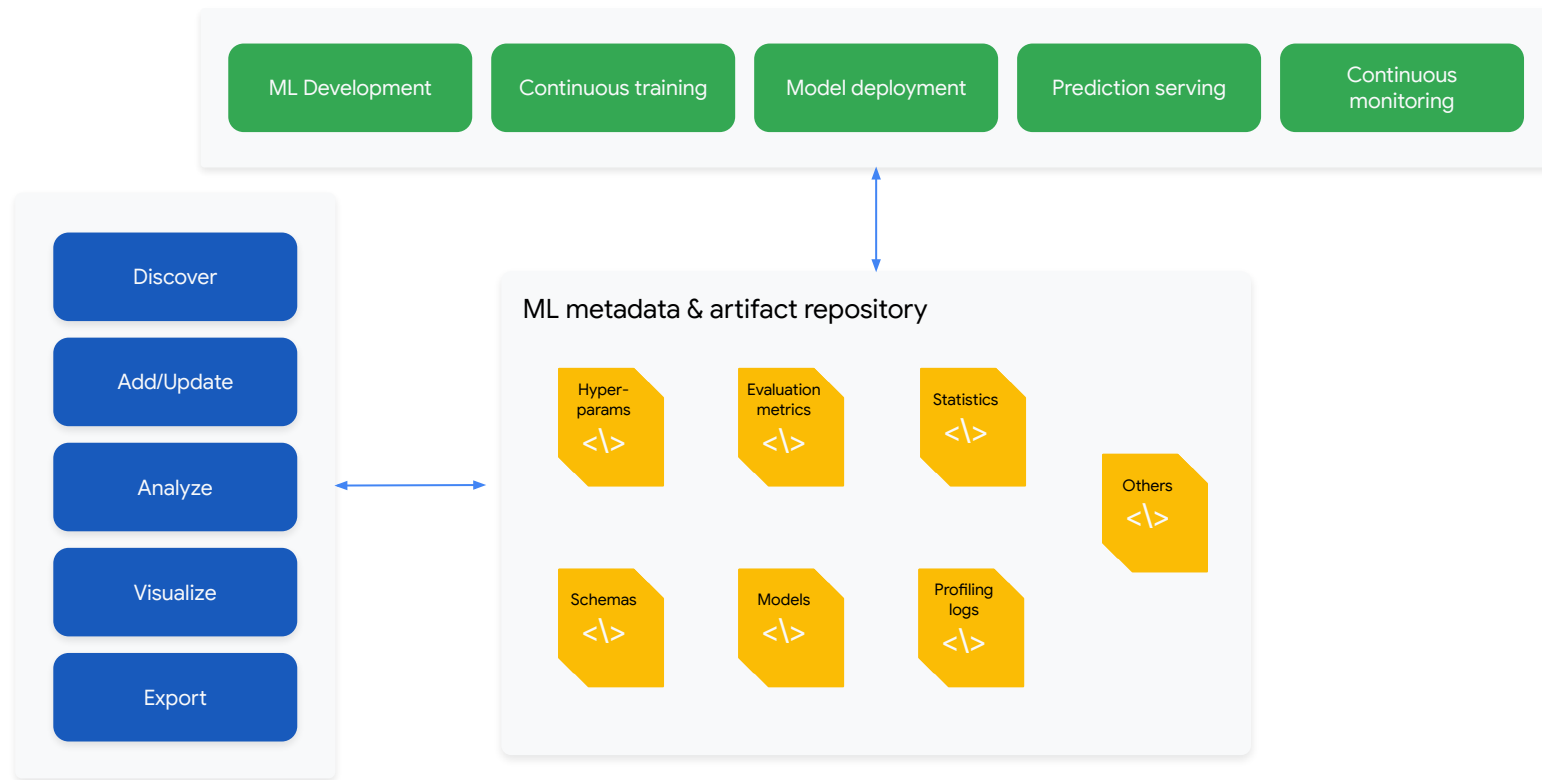 ML Development
Continuous training
Model deployment
Prediction serving
Continuous
monitoring
Discover
Add/Update
Analyze
Visualize
Export
ML metadata & artifact repository
Hyper-
params
<\>
Evaluation
metrics
<\>
Statistics
<\>
Others
<\>
Schemas
<\>
Models
<\>
Profiling
logs
<\>